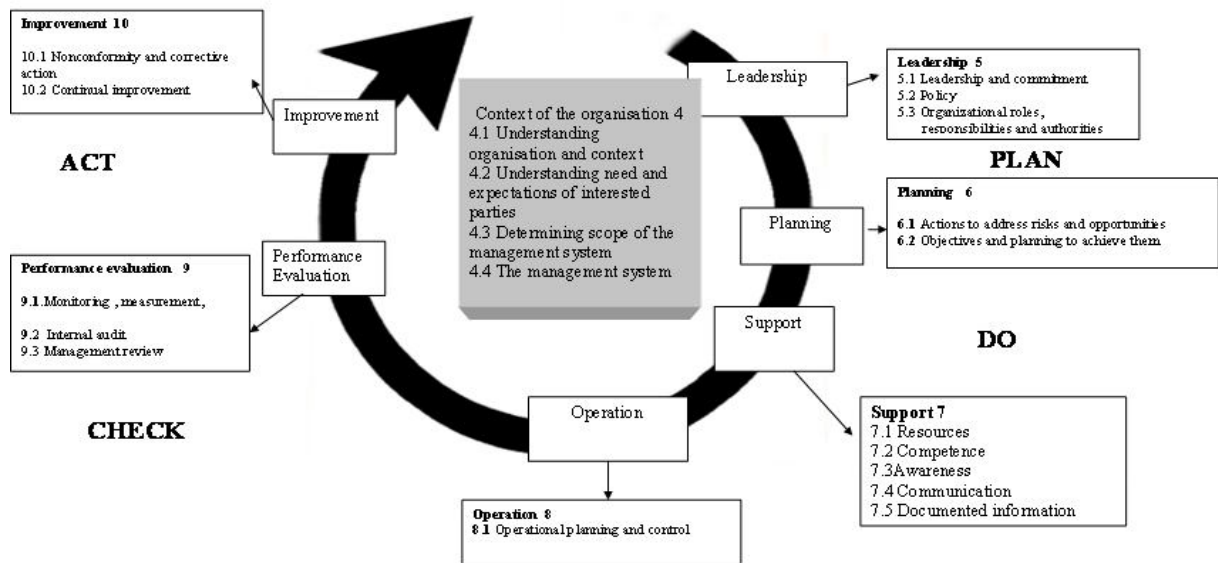 Improvement 10
10.1 Nonconformity and corrective
action
10.2 Continual improvement
Improvement
ACT
Context of the organisation 4
4.1 Understanding
organisation and context
4.2 Understanding need and
expectations of interested
parties
4.3 Determining scope of the
management system
4.4 The management system
Leadership
Leadership 5
5.1 Leadership and commitment
5.2 Policy
5.3 Organizational roles,
responsibilities and authorities
PLAN
Planning
Planning 6
6.1 Actions to address risks and opportunities
6.2 Objectives and planning to achieve them
Performance
Evaluation
Performance evaluation 9
9.1.Monitoring , measurement,
9.2 Internal audit
9.3 Management review
Support
DO
CHECK
Operation
Support 7
7.1 Resources
7.2 Competence
7.3Awareness
7.4 Communication
7.5 Documented information
Operation 8
8.1 Operational planning and control